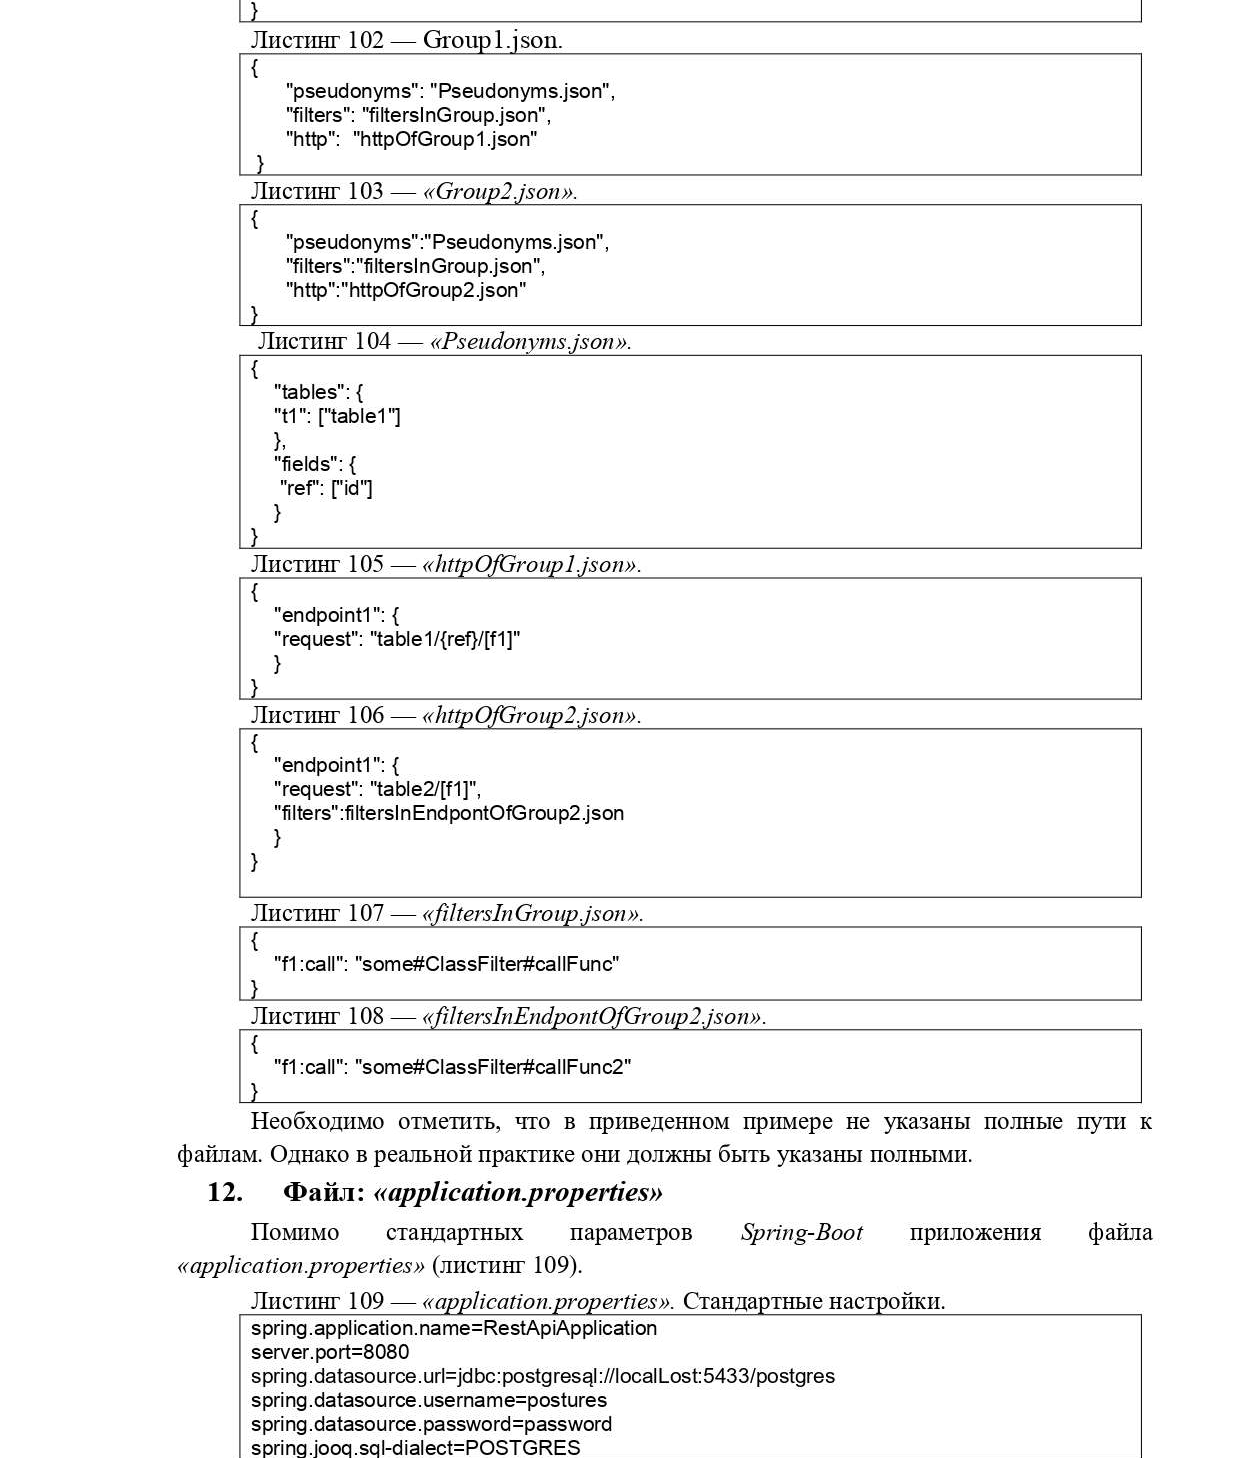 }
Листинг 102 — Group1.json.
{
"pseudonyms": "Pseudonyms.json",
"filters": "filtersInGroup.json",
"http":  "httpOfGroup1.json"
}
Листинг 103 — «Group2.json».
{
"pseudonyms":"Pseudonyms.json",
"filters":"filtersInGroup.json",
"http":"httpOfGroup2.json"
}
Листинг 104 — «Pseudonyms.json».
{
"tables": {
"t1": ["table1"]
},
"fields": {
"ref": ["id"]
}
}
Листинг 105 — «httpOfGroup1.json».
{
"endpoint1": {
"request": "table1/{ref}/[f1]"
}
}
Листинг 106 — «httpOfGroup2.json».
{
"endpoint1": {
"request": "table2/[f1]",
"filters":filtersInEndpontOfGroup2.json
}
}
Листинг 107 — «filtersInGroup.json».
{
"f1:call": "some#ClassFilter#callFunc"
}
Листинг 108 — «filtersInEndpontOfGroup2.json».
{
"f1:call": "some#ClassFilter#callFunc2"
}
Необходимо отметить, что в приведенном примере не указаны полные пути к
файлам. Однако в реальной практике они должны быть указаны полными.
12. Файл: «application.properties»
Помимо стандартных параметров Spring-Boot приложения файла
«application.properties» (листинг 109).
Листинг 109 — «application.properties». Стандартные настройки.
spring.application.name=RestApiApplication
server.port=8080
spring.datasource.url=jdbc:postgresąl://localLost:5433/postgres
spring.datasource.username=postures
spring.datasource.password=password
spring.jooq.sql-dialect=POSTGRES